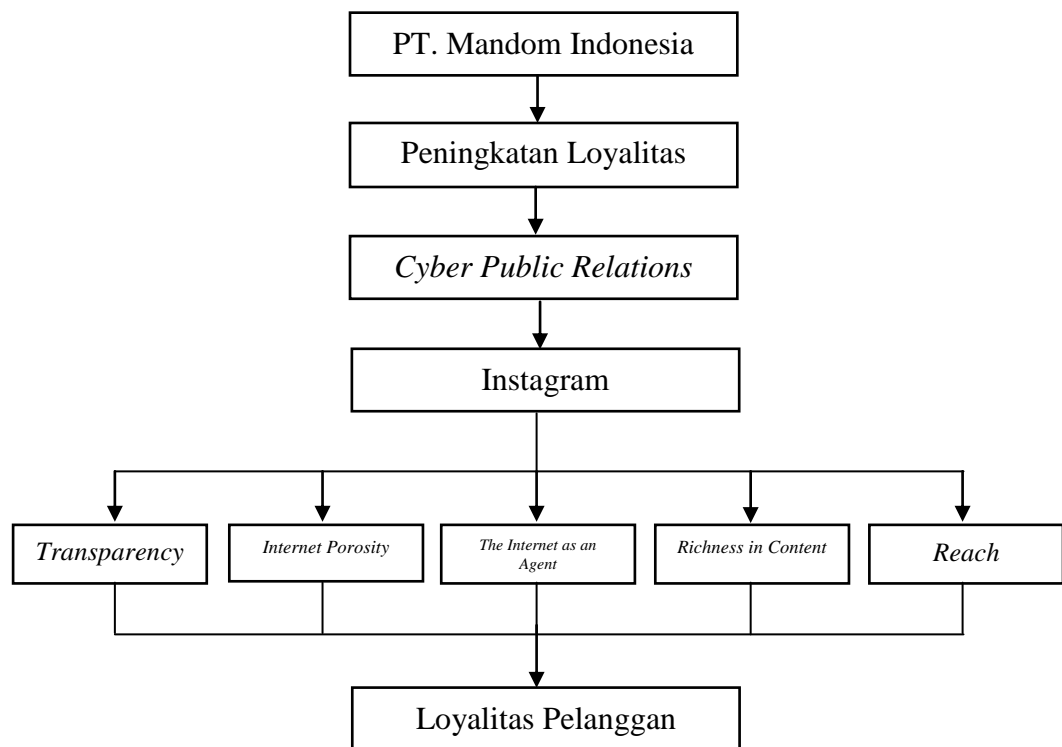 PT. Mandom Indonesia
Peningkatan Loyalitas
Cyber Public Relations
Instagram
Transparency
Internet Porosity
The Internet as an
Agent
Richness in Content
Reach
Loyalitas Pelanggan